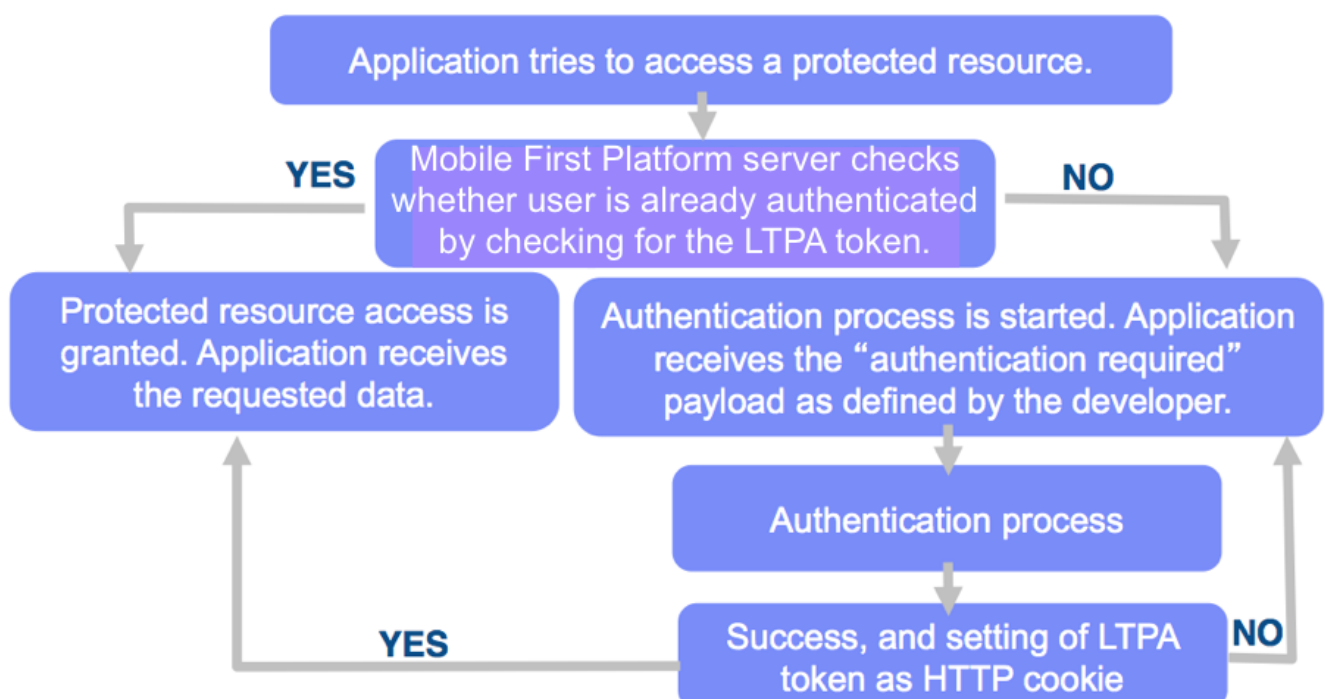 Application tries to access a protected resource.
YES
Mobile First Platform server checks
whether user is already authenticated
by checking for the LTPA token.
NO
Protected resource access is
granted. Application receives
the requested data.
Authentication process is started. Application
receives the “authentication required”
payload as defined by the developer.
Authentication process
YES
Success, and setting of LTPA
token as HTTP cookie
NO